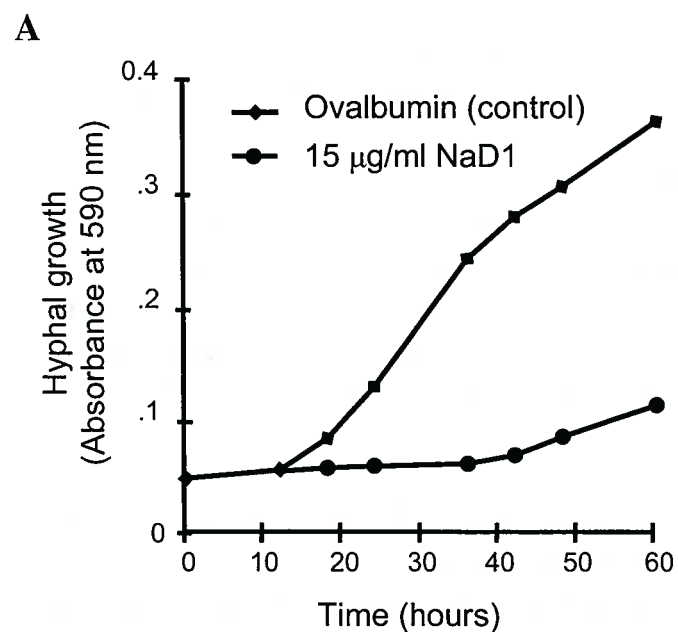 A
0.4
.3
.2
.1
0
Hyphal growth
(Absorbance at 590 nm)
Ovalbumin (control)
15 μg/ml NaD1
0 10 20 30 40 50 60
Time (hours)